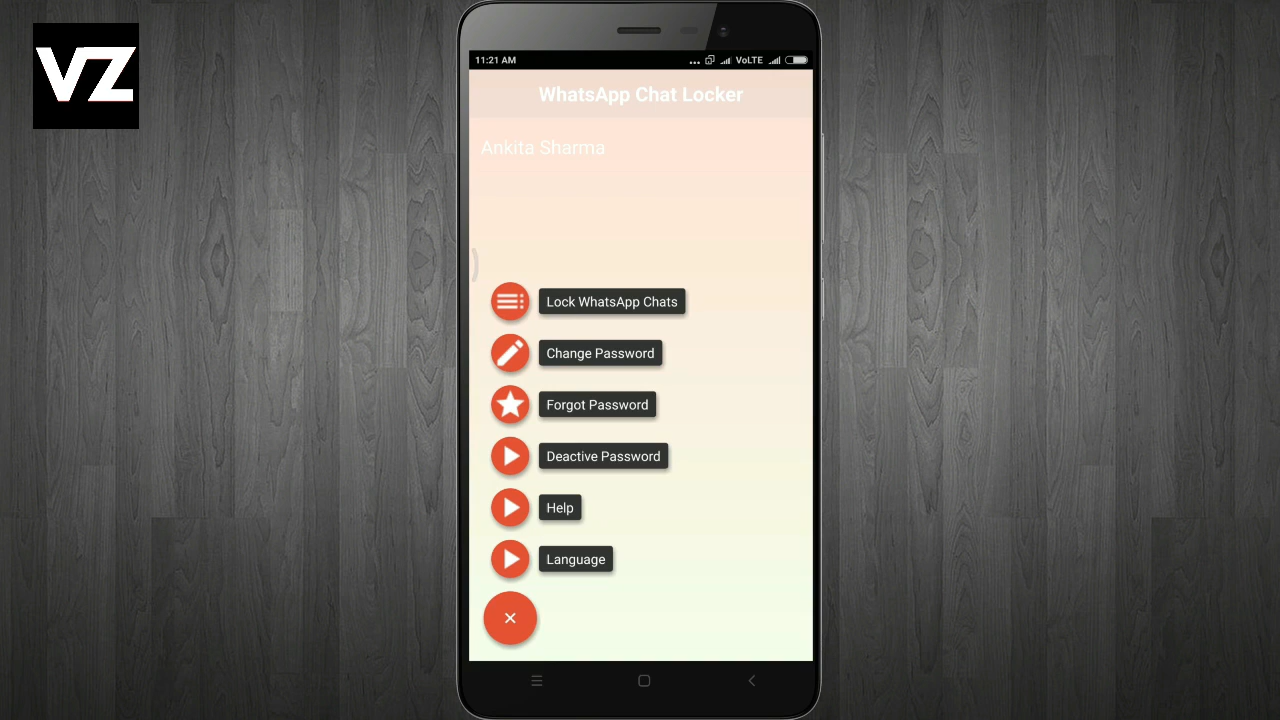 VZ
11:21 AM
VoLTE
WhatsApp Chat Locker
Ankita Sharma
Lock WhatsApp Chats
Change Password
Forgot Password
Deactive Password
Help
Language